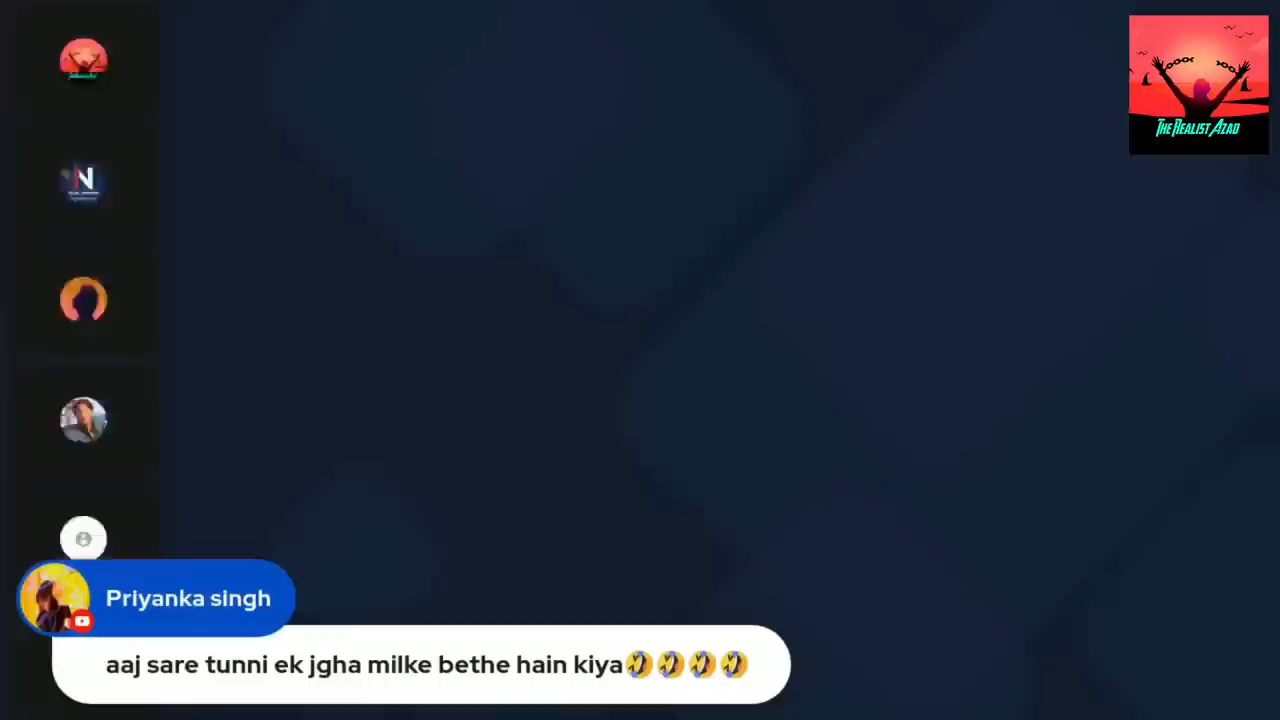 THE REALIST AZAD
N
Priyanka singh
aaj sare tunni ek jgha milke bethe hain kiya🤣🤣🤣🤣